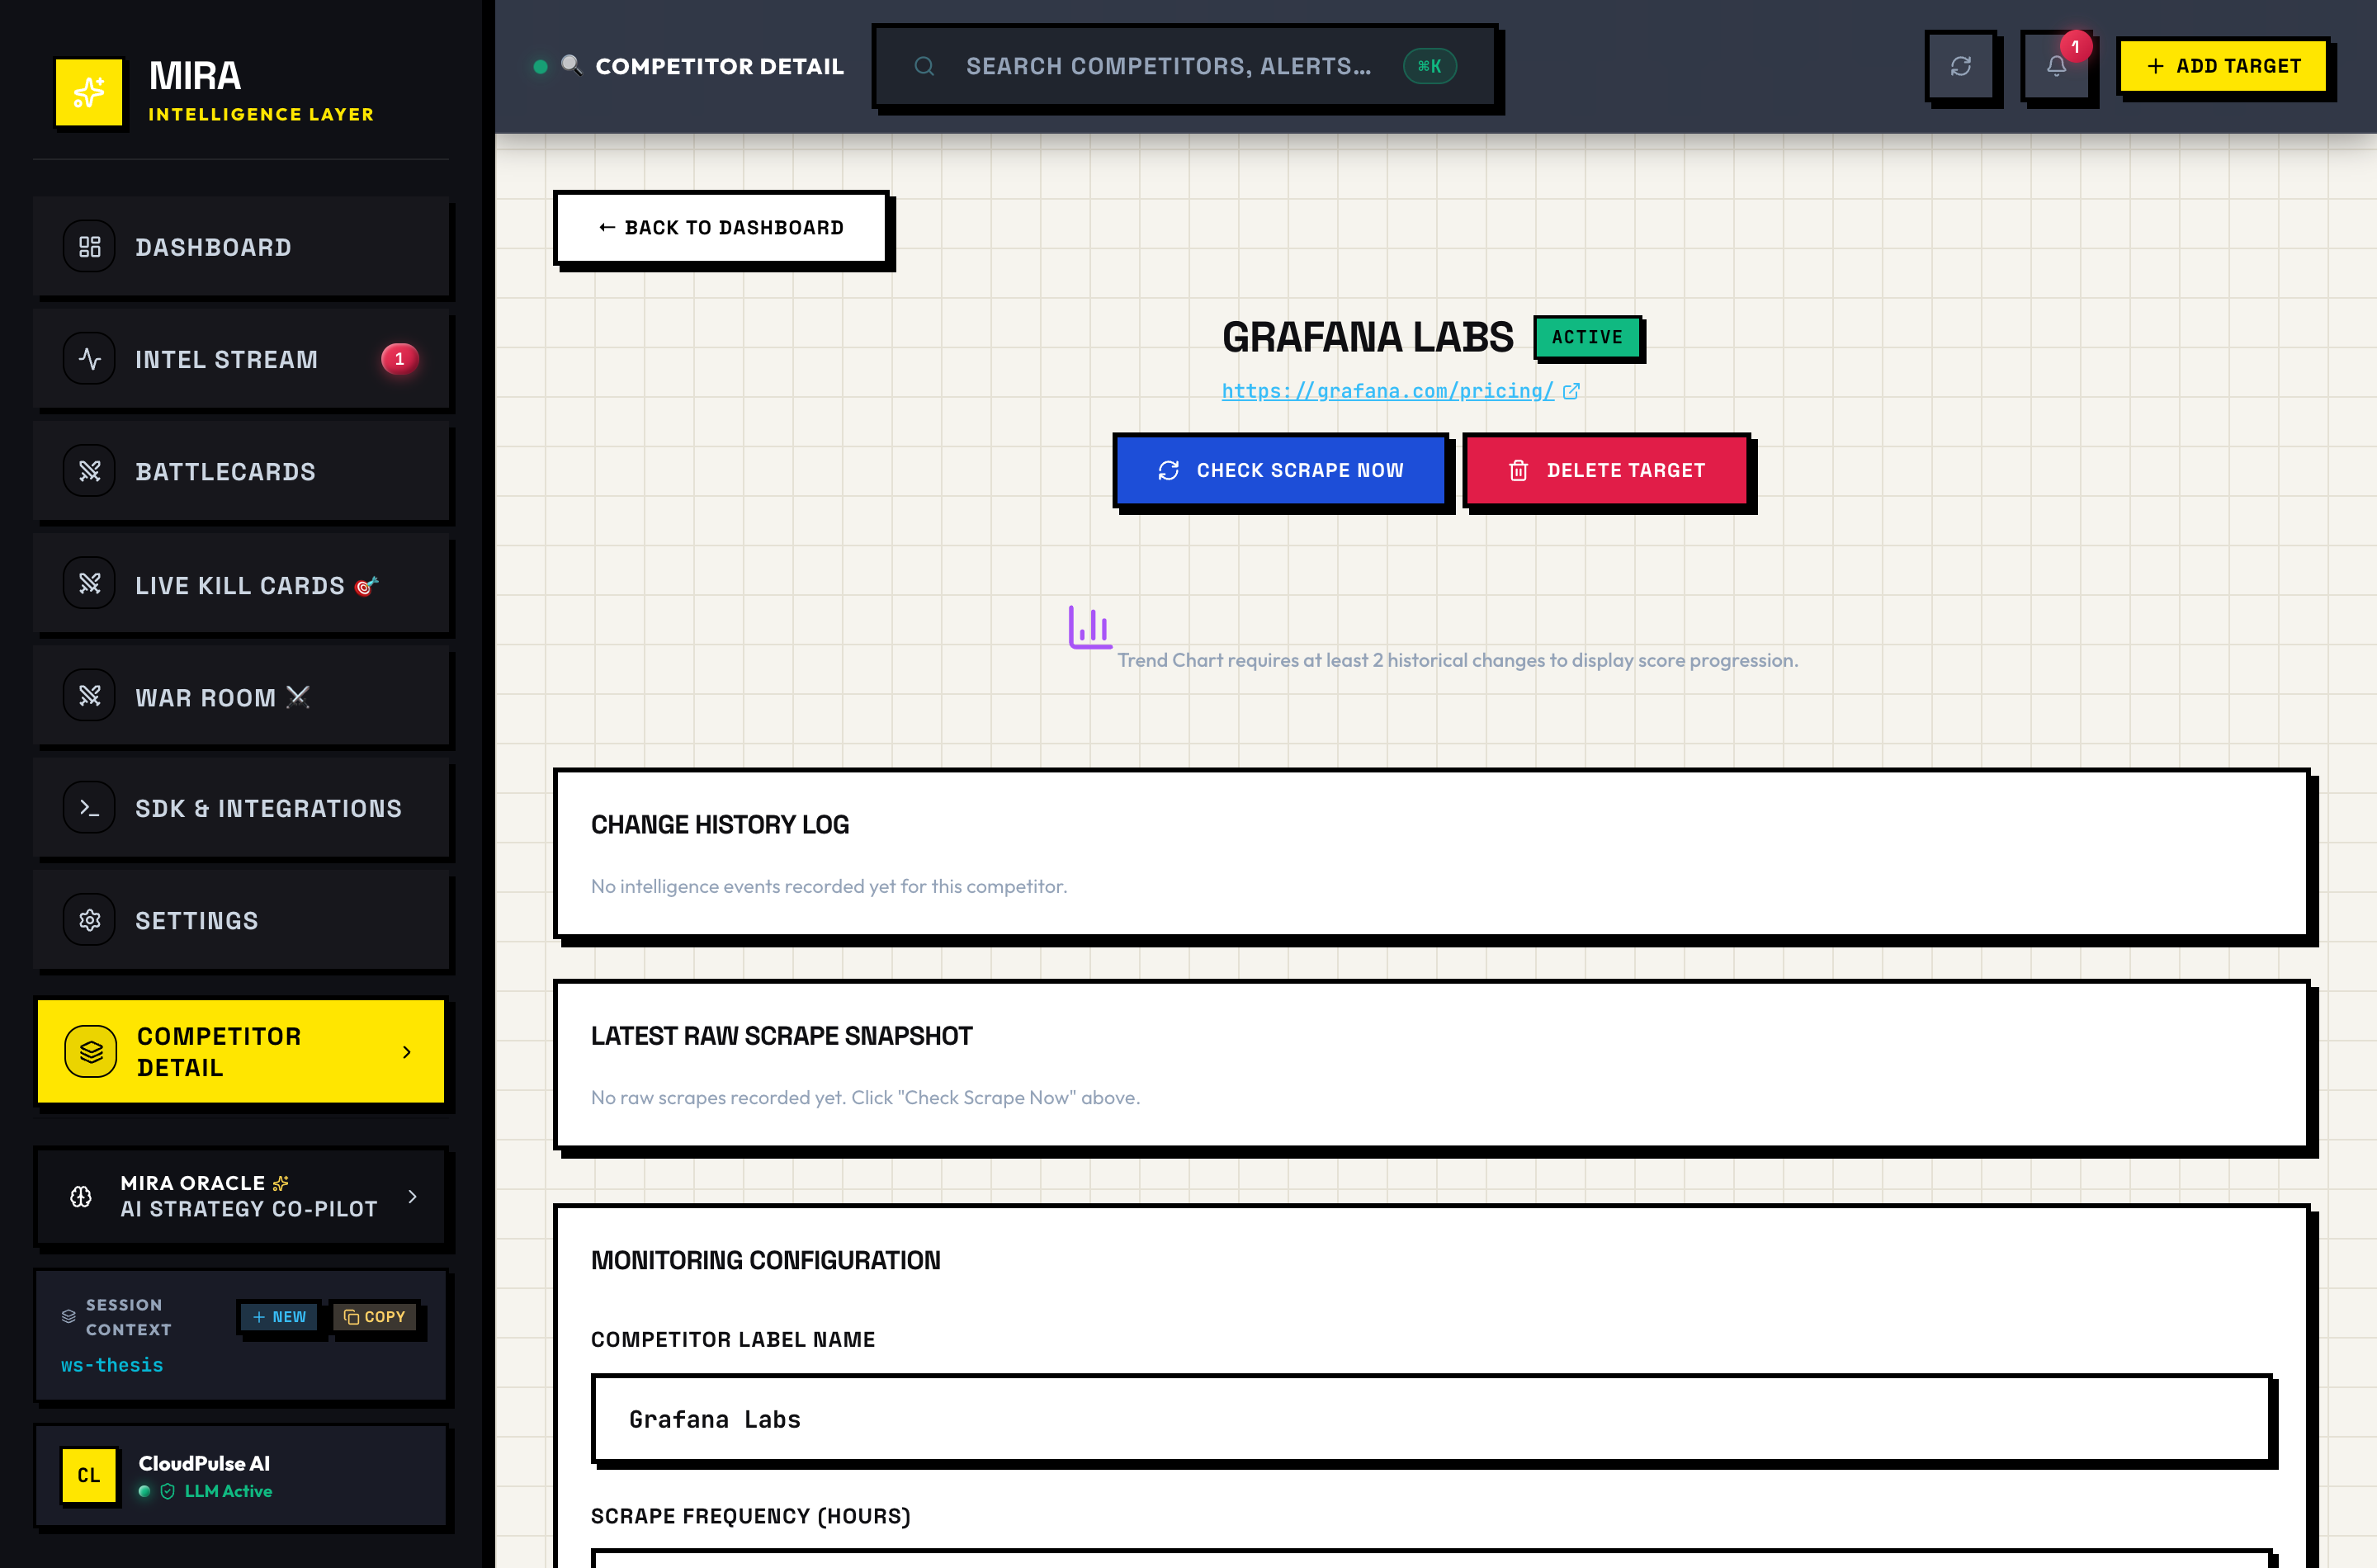 MIRA
INTELLIGENCE LAYER
DASHBOARD
INTEL STREAM
1
BATTLECARDS
LIVE KILL CARDS 🎯
WAR ROOM ⚔️
SDK & INTEGRATIONS
SETTINGS
COMPETITOR
DETAIL
MIRA ORACLE
AI STRATEGY CO-PILOT
SESSION
CONTEXT
NEW
COPY
ws-thesis
CL
CloudPulse AI
LLM Active
🔍 COMPETITOR DETAIL
SEARCH COMPETITORS, ALERTS...
⌘K
1
+ ADD TARGET
← BACK TO DASHBOARD
GRAFANA LABS
ACTIVE
https://grafana.com/pricing/
CHECK SCRAPE NOW
DELETE TARGET
Trend Chart requires at least 2 historical changes to display score progression.
CHANGE HISTORY LOG
No intelligence events recorded yet for this competitor.
LATEST RAW SCRAPE SNAPSHOT
No raw scrapes recorded yet. Click "Check Scrape Now" above.
MONITORING CONFIGURATION
COMPETITOR LABEL NAME
Grafana Labs
SCRAPE FREQUENCY (HOURS)